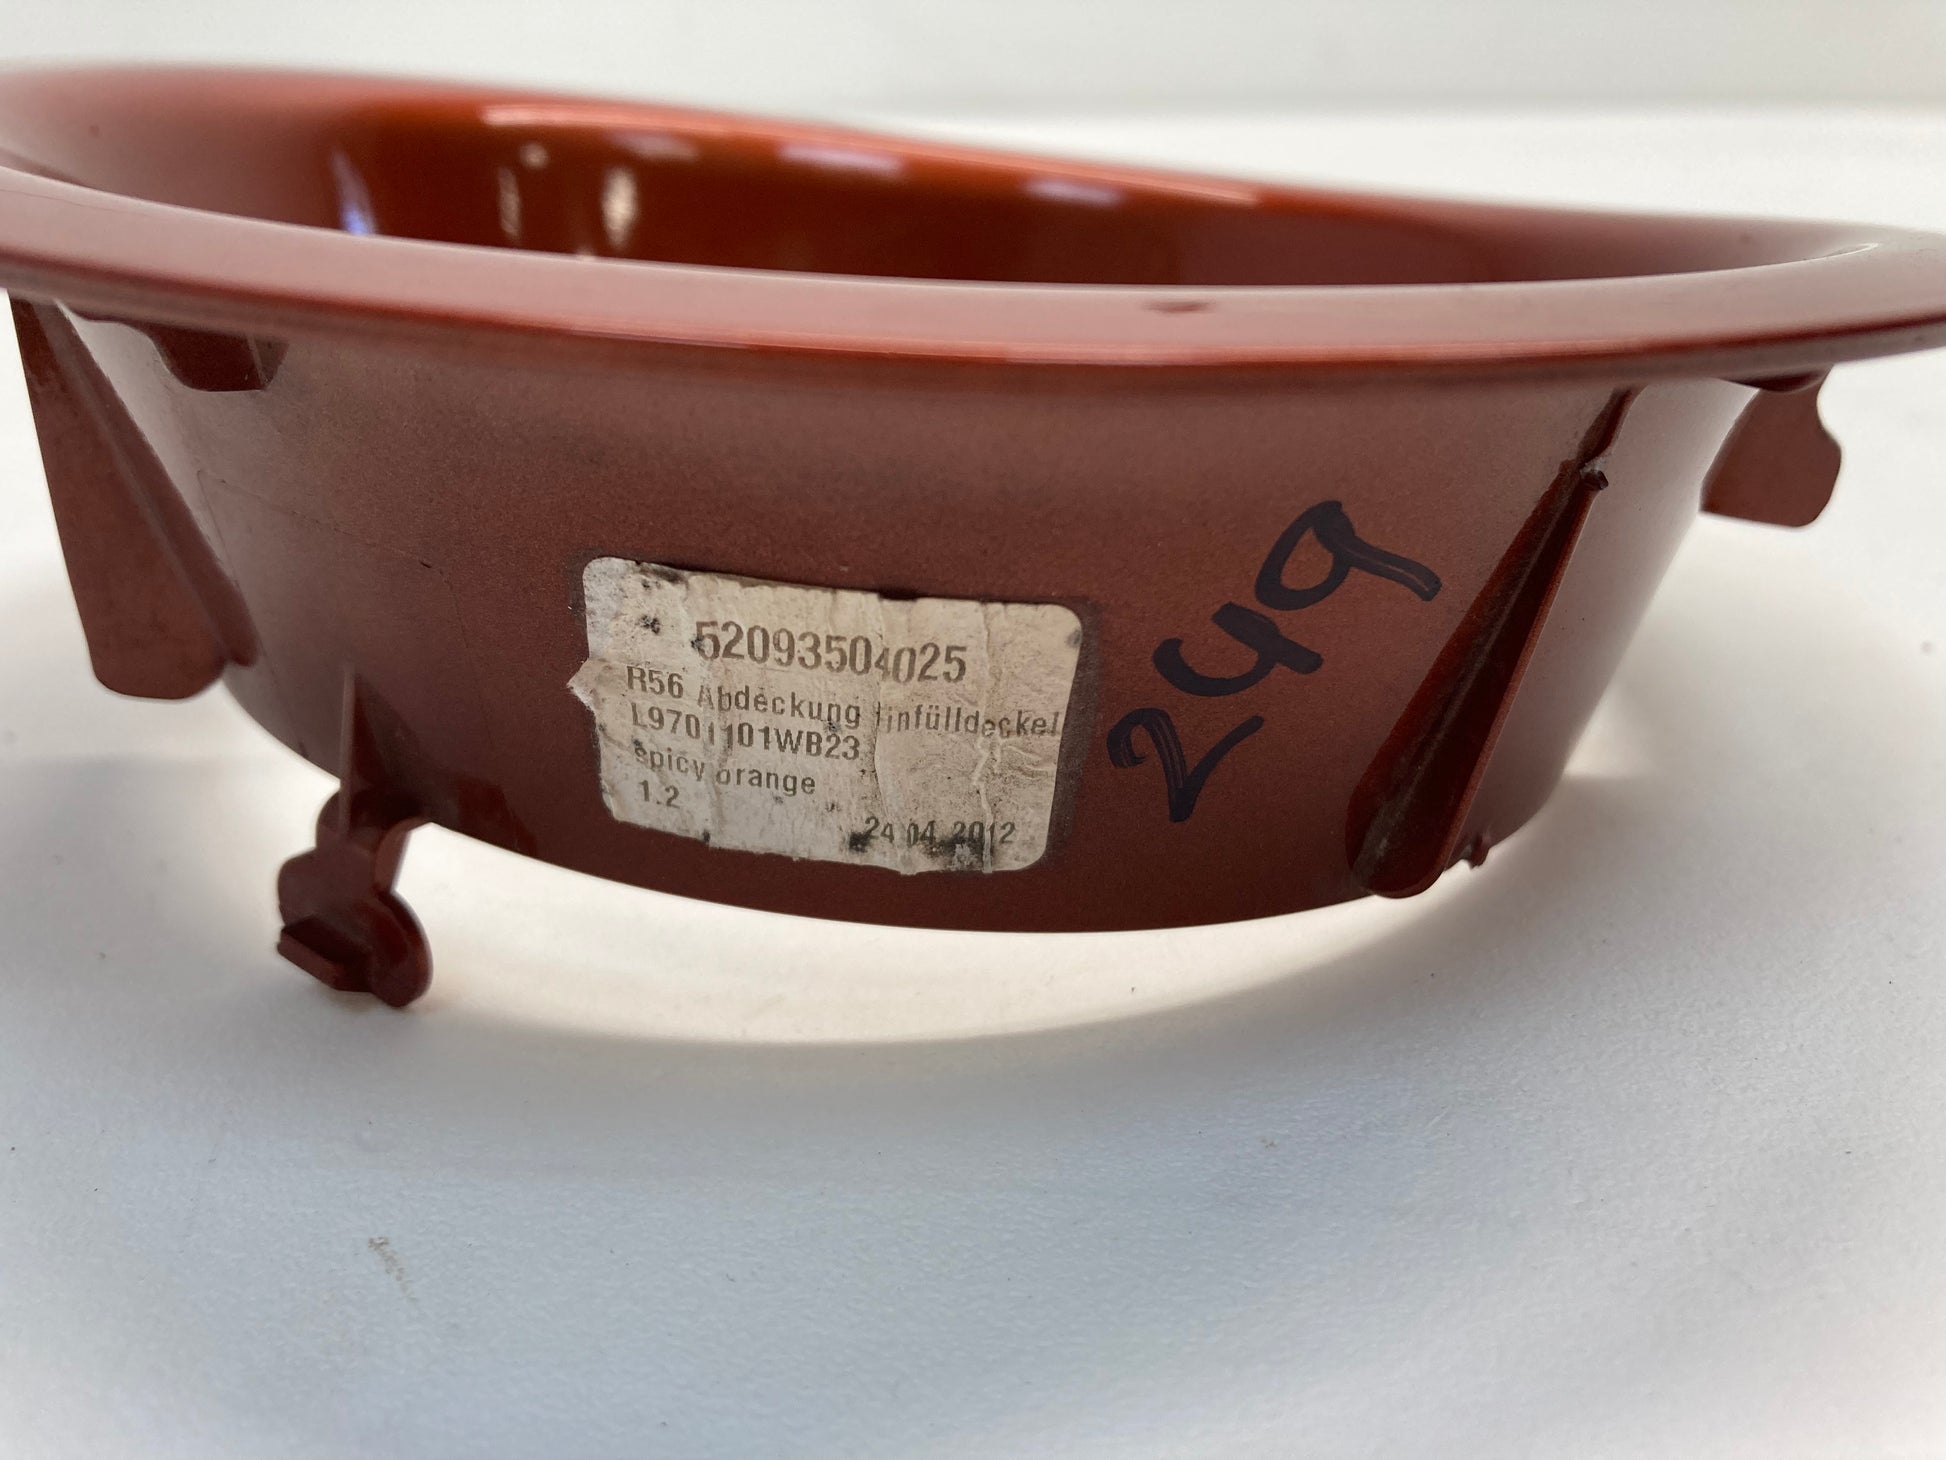 52093504025
R56 Abdeckung Einfülldeckel
L9701101WB23
spicy orange
1.2
24.04.2012
249